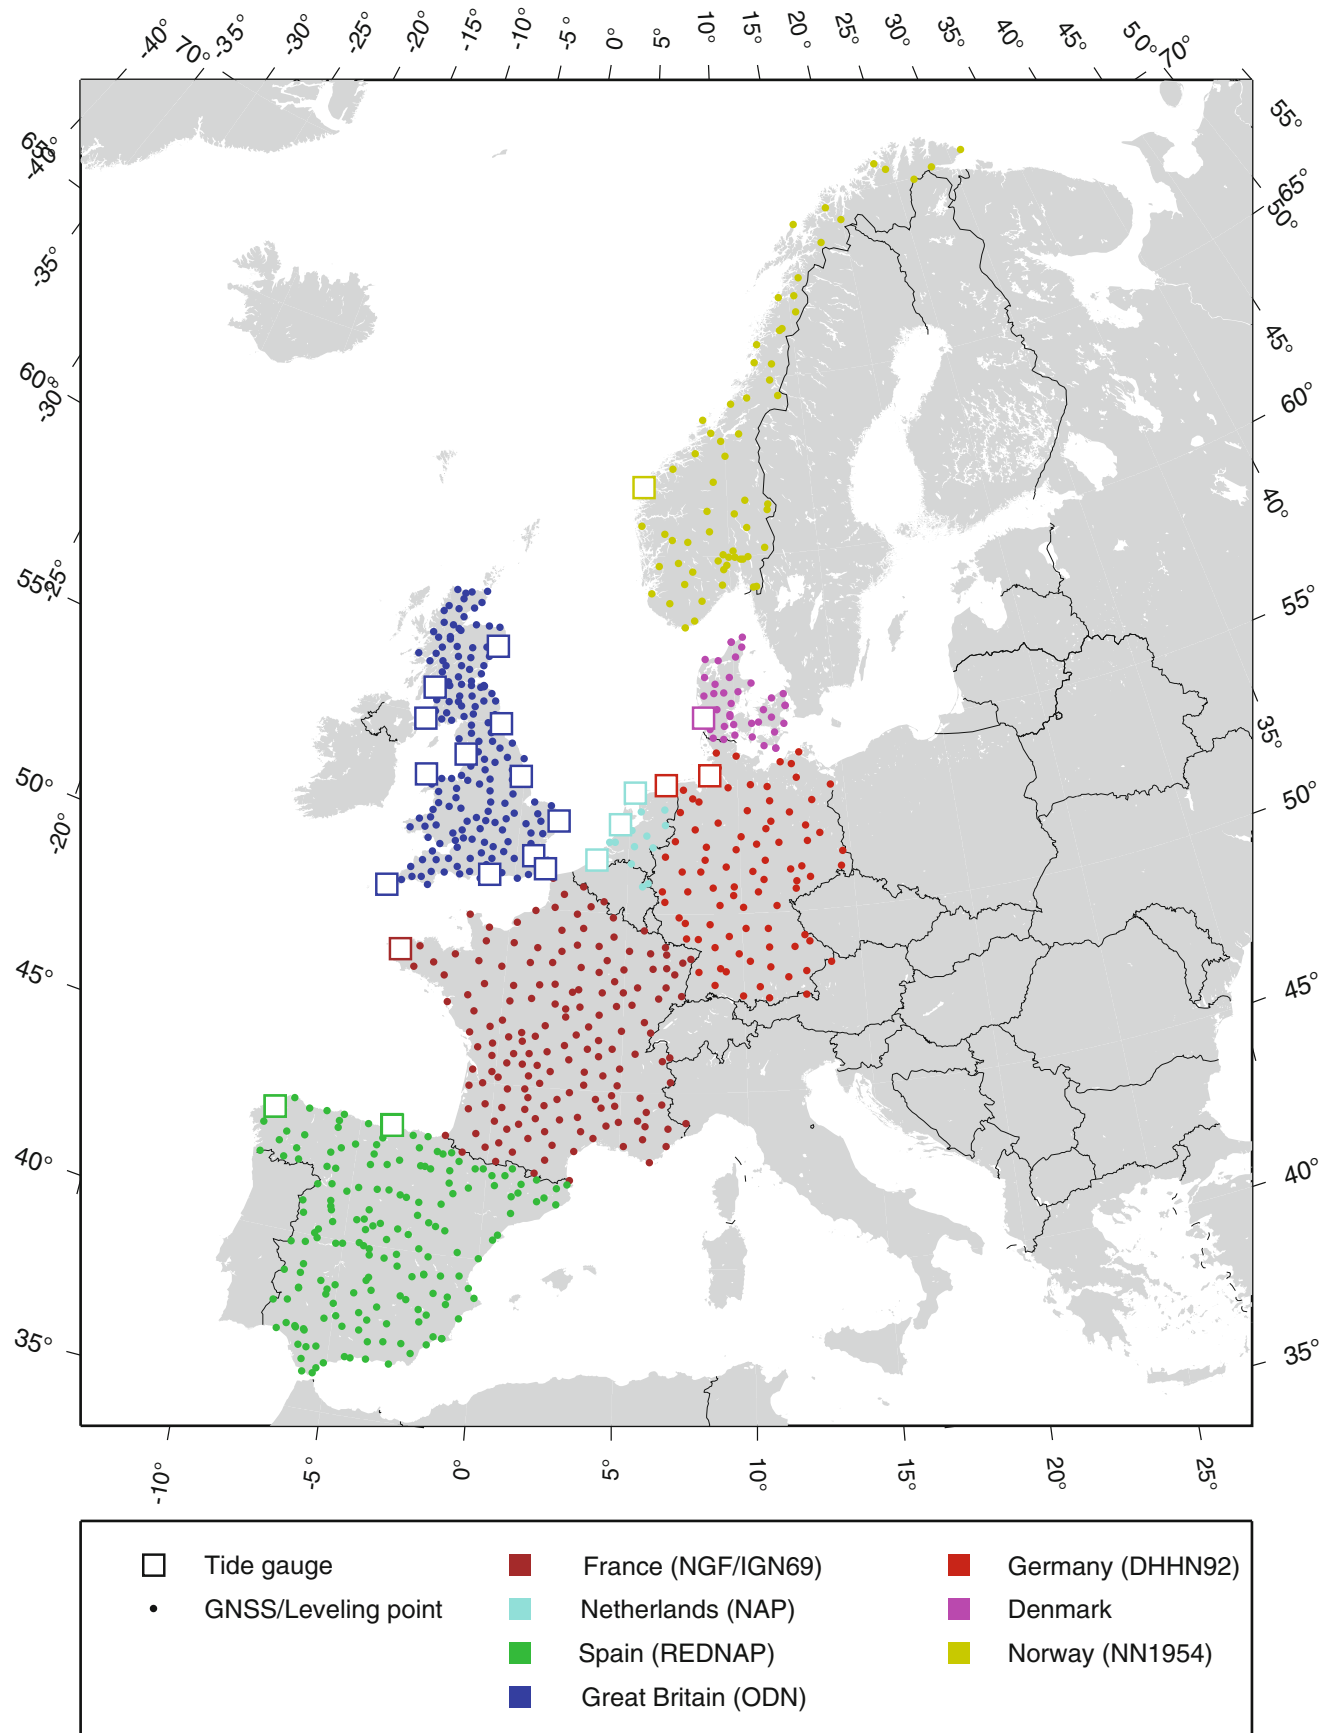 -40° 70° -35° -30° -25° -20° -15° -10° -5° 0° 5° 10° 15° 20° 25° 30° 35° 40° 45° 50° 70°
65° -40°
-35°
60° -30°
55° -25°
50°
-20°
45°
40°
35°
55°
65° 50°
45°
60°
40°
55°
35°
50°
45°
40°
35°
-10° -5° 0° 5° 10° 15° 20° 25°
Tide gauge
GNSS/Leveling point
France (NGF/IGN69)
Netherlands (NAP)
Spain (REDNAP)
Great Britain (ODN)
Germany (DHHN92)
Denmark
Norway (NN1954)